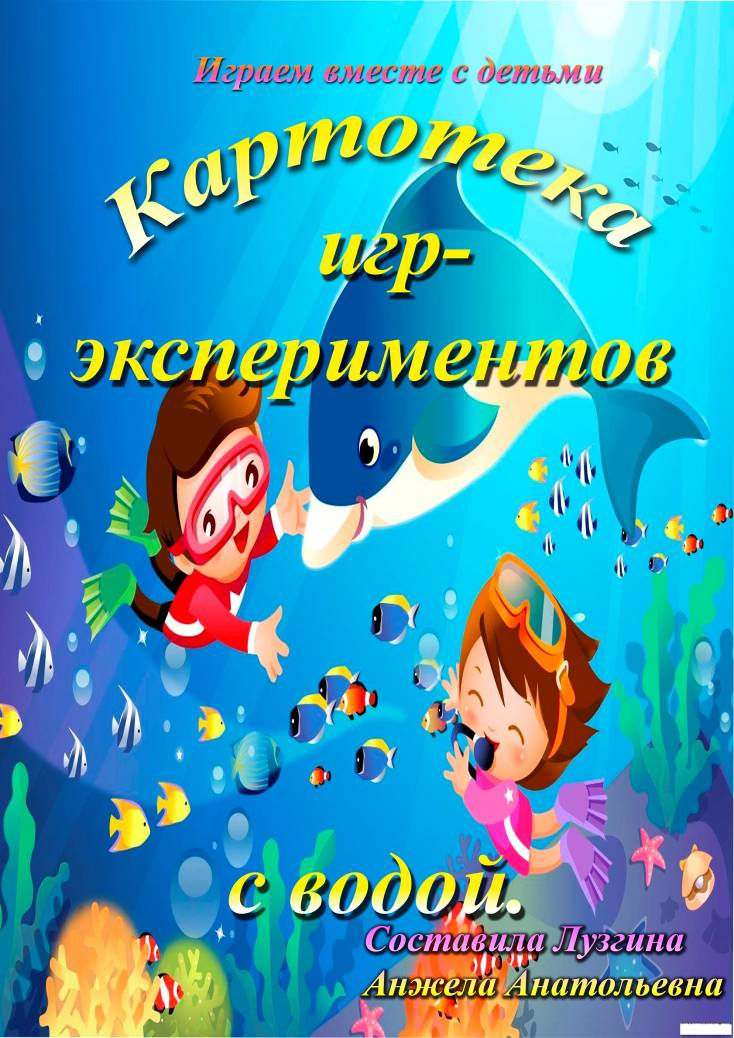 Играем вместе с детьми
Картотека
игр-
экспериментов
с водой.
Составила Лузгина
Анжела Анатольевна